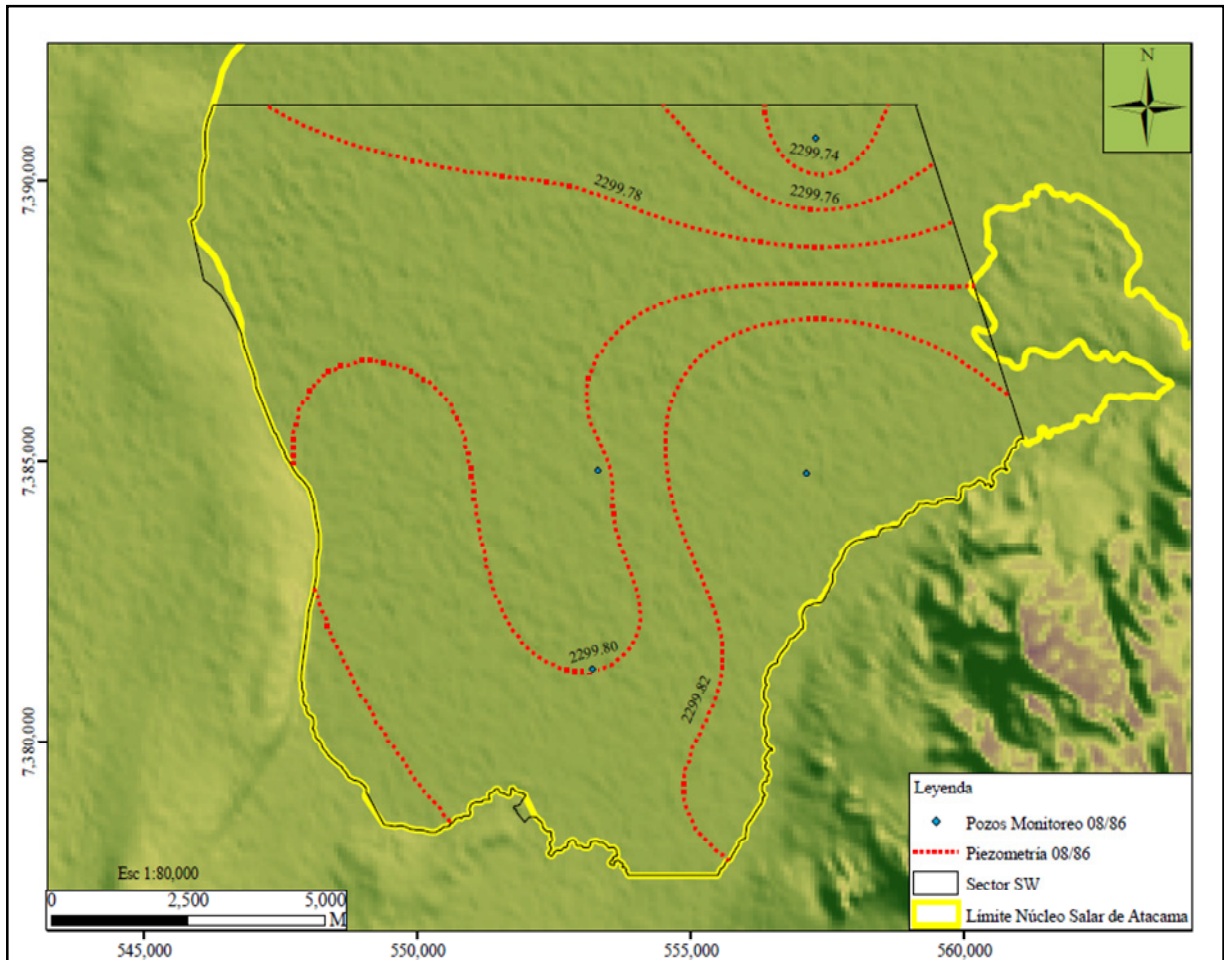 N
7,390,000
7,385,000
7,380,000
2299.74
2299.76
2299.78
2299.80
2299.82
Esc 1:80,000
0 2,500 5,000
M
Leyenda
Pozos Monitoreo 08/86
Piezometría 08/86
Sector SW
Límite Núcleo Salar de Atacama
545,000 550,000 555,000 560,000